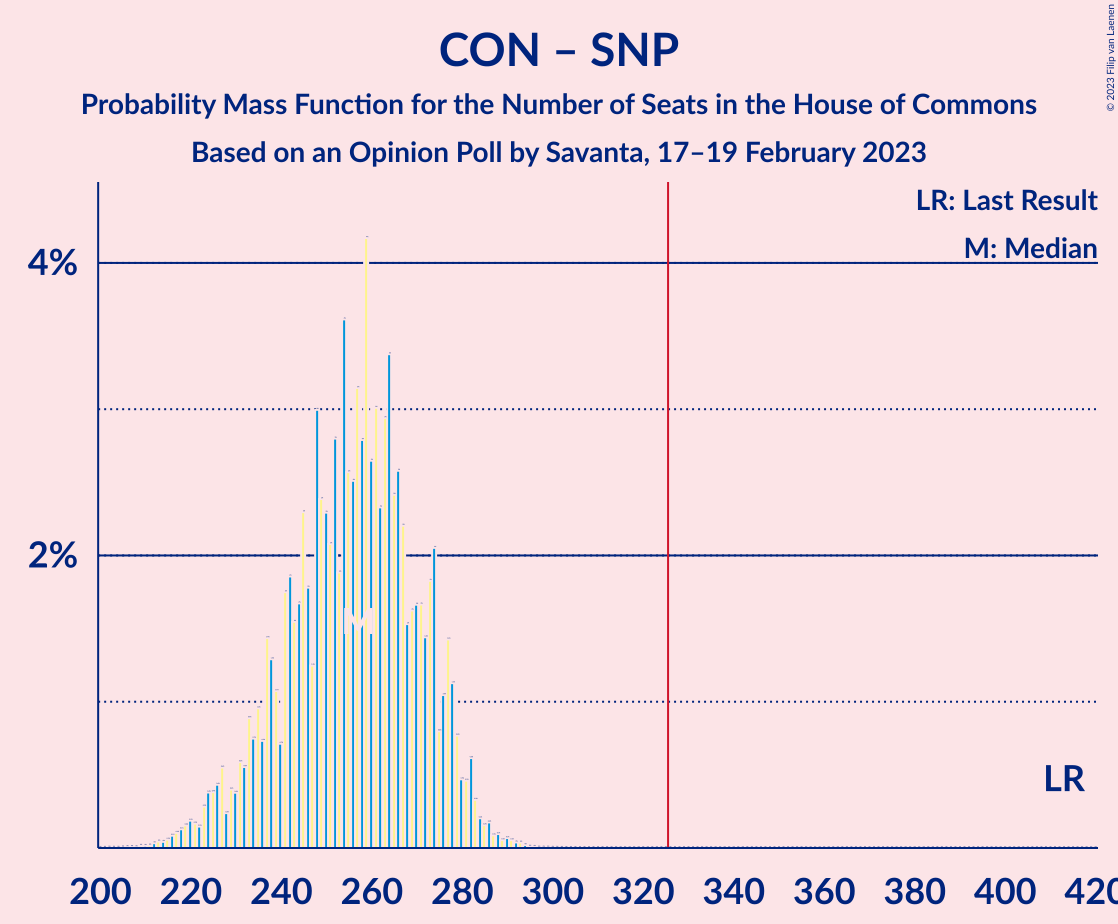 CON – SNP
Probability Mass Function for the Number of Seats in the House of Commons
Based on an Opinion Poll by Savanta, 17–19 February 2023
© 2023 Filip van Laenen
LR: Last Result
M: Median
4%
2%
M
LR
200 220 240 260 280 300 320 340 360 380 400 420